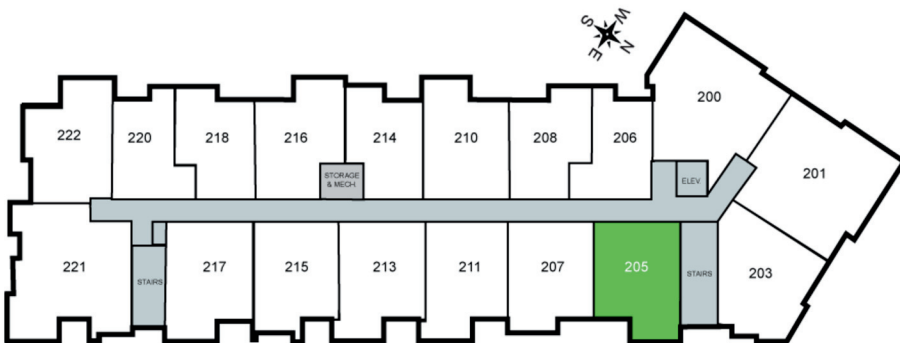 W
S
N
E
200
222
220
218
216
214
210
208
206
201
STORAGE
& MECH.
ELEV.
221
STAIRS
217
215
213
211
207
205
STAIRS
203